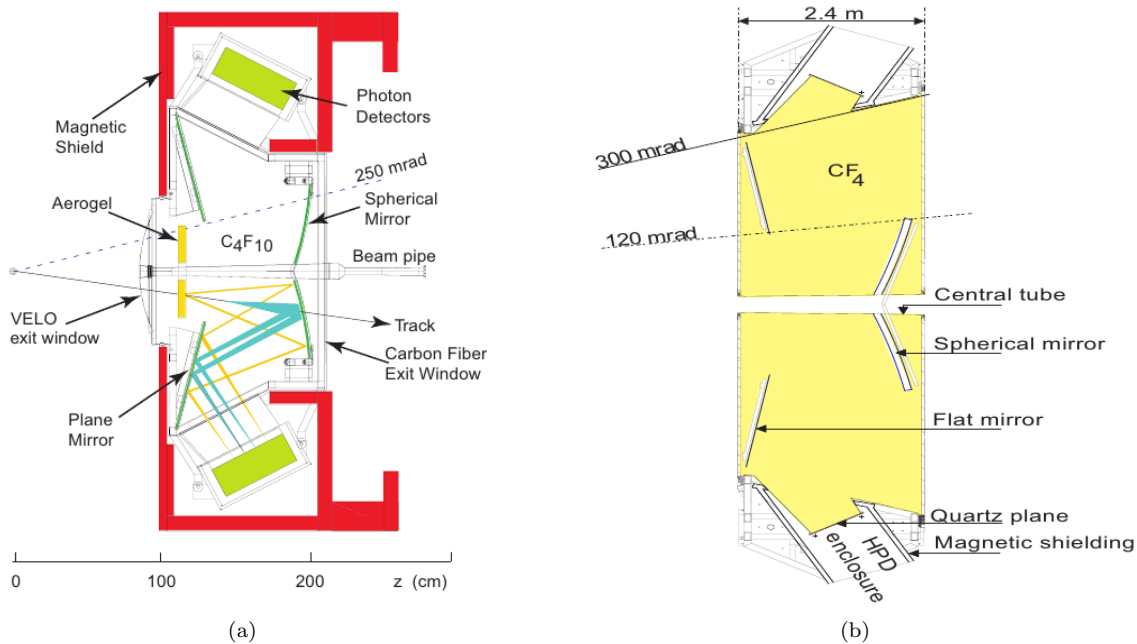 Magnetic
Shield
Aerogel
VELO
exit window
Plane
Mirror
Photon
Detectors
250 mrad
Spherical
Mirror
C4F10
Beam pipe
Track
Carbon Fiber
Exit Window
0
100
200
z (cm)
(a)
2.4 m
300 mrad
CF4
120 mrad
Central tube
Spherical mirror
Flat mirror
Quartz plane
Magnetic shielding
HPD
enclosure
(b)